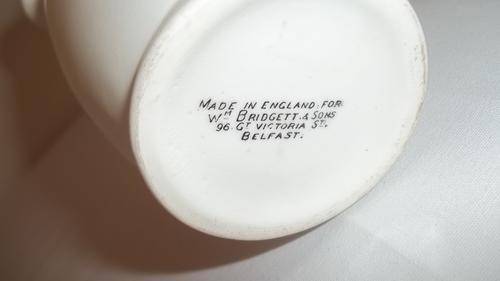 MADE IN ENGLAND. FOR
WM BRIDGETT. & SONS
96. GT VICTORIA ST.
BELFAST.